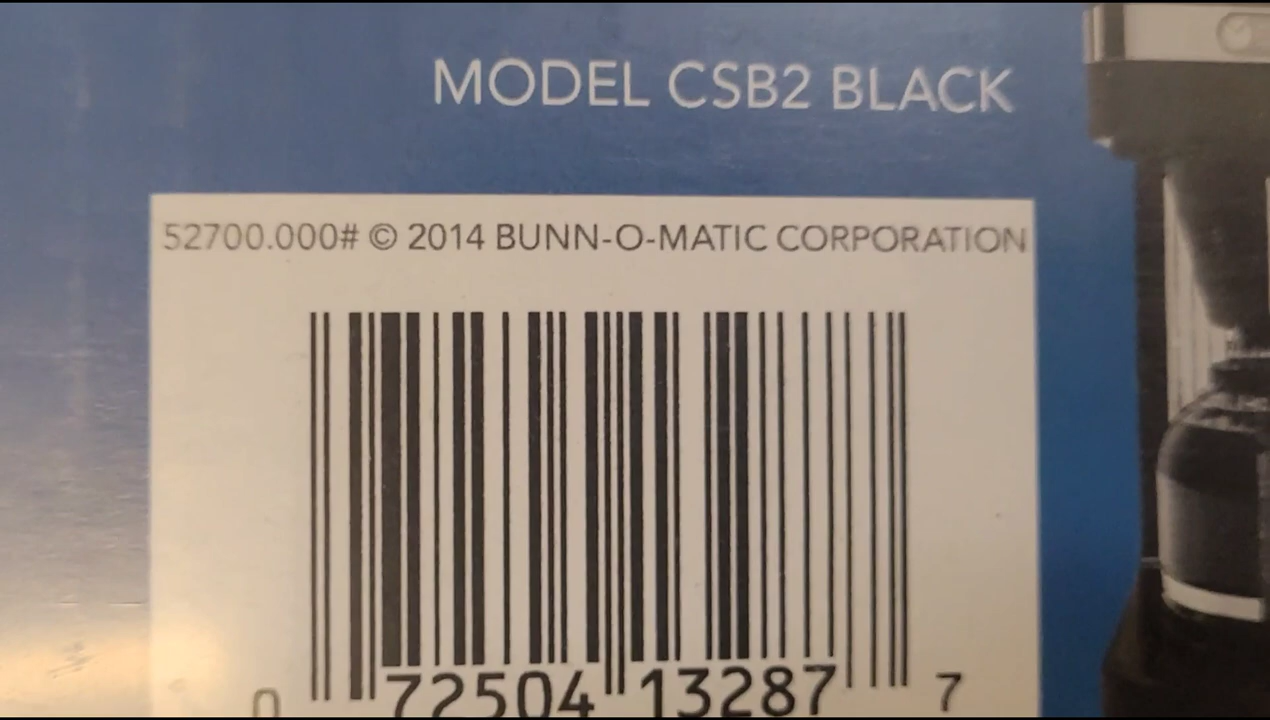 MODEL CSB2 BLACK
52700.000# © 2014 BUNN-O-MATIC CORPORATION
0 72504 13287 7